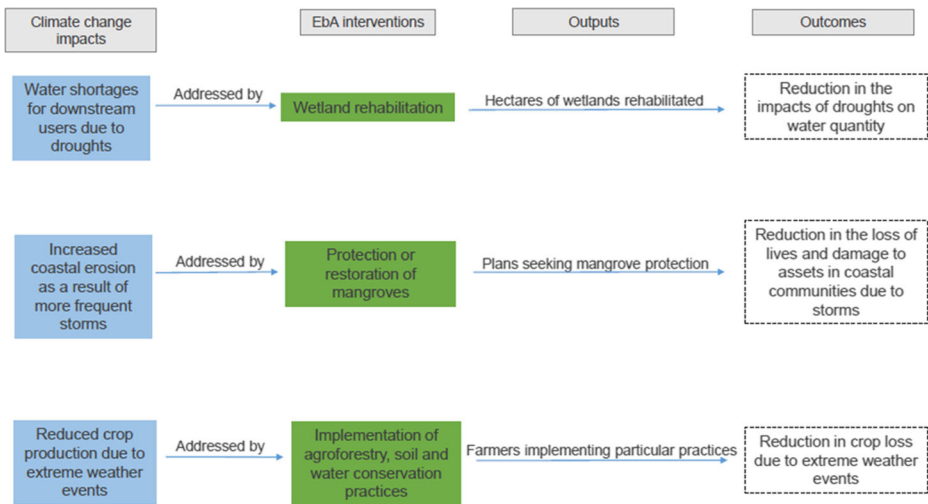 Climate change
impacts
EbA interventions
Outputs
Outcomes
Water shortages
for downstream
users due to
droughts
Addressed by
Wetland rehabilitation
Hectares of wetlands rehabilitated
Reduction in the
impacts of droughts on
water quantity
Increased
coastal erosion
as a result of
more frequent
storms
Addressed by
Protection or
restoration of
mangroves
Plans seeking mangrove protection
Reduction in the loss of
lives and damage to
assets in coastal
communities due to
storms
Reduced crop
production due to
extreme weather
events
Addressed by
Implementation of
agroforestry, soil and
water conservation
practices
Farmers implementing particular practices
Reduction in crop loss
due to extreme weather
events